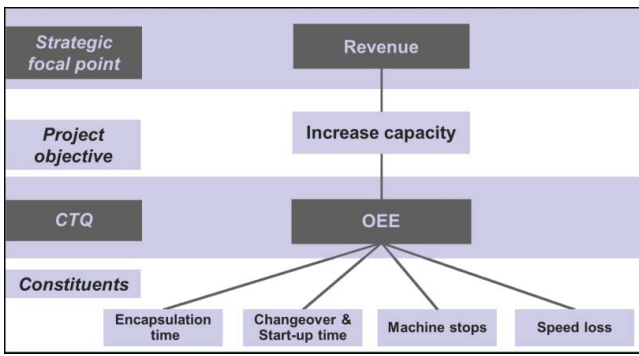 Strategic
focal point
Revenue
Project
objective
Increase capacity
CTQ
OEE
Constituents
Encapsulation
time
Changeover &
Start-up time
Machine stops
Speed loss